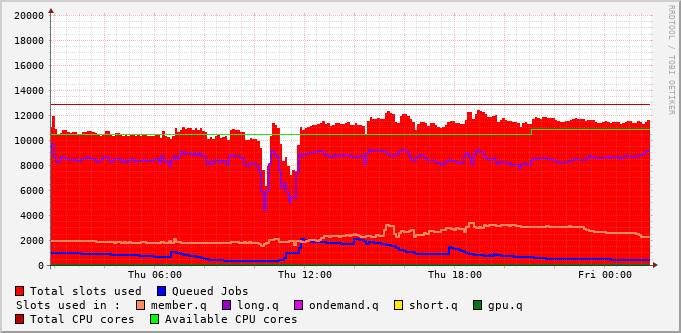 20000
18000
16000
14000
12000
10000
8000
6000
4000
2000
0
Thu 06:00 Thu 12:00 Thu 18:00 Fri 00:00
RRDTOOL / TOBI OETIKER
Total slots used Queued Jobs
Slots used in : member.q long.q ondemand.q short.q gpu.q
Total CPU cores Available CPU cores